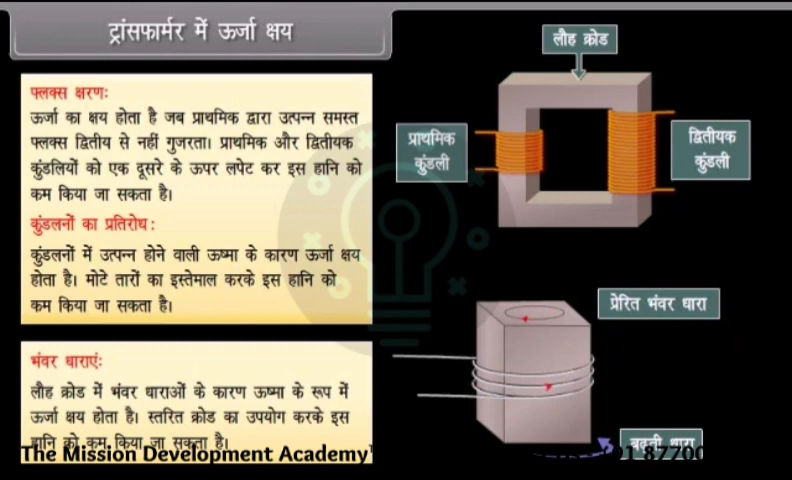 ट्रांसफार्मर में ऊर्जा क्षय
फ्लक्स क्षरण:
ऊर्जा का क्षय होता है जब प्राथमिक द्वारा उत्पन्न समस्त
फ्लक्स द्वितीय से नहीं गुजरता। प्राथमिक और द्वितीयक
कुंडलियों को एक दूसरे के ऊपर लपेट कर इस हानि को
कम किया जा सकता है।
कुंडलनों का प्रतिरोध:
कुंडलनों में उत्पन्न होने वाली ऊष्मा के कारण ऊर्जा क्षय
होता है। मोटे तारों का इस्तेमाल करके इस हानि को
कम किया जा सकता है।
भंवर धाराएं:
लौह क्रोड में भंवर धाराओं के कारण ऊष्मा के रूप में
ऊर्जा क्षय होता है। स्तरित क्रोड का उपयोग करके इस
हानि को कम किया जा सकता है।
लौह क्रोड
प्राथमिक
कुंडली
द्वितीयक
कुंडली
प्रेरित भंवर धारा
बदलती धारा
The Mission Development Academy
91 87700